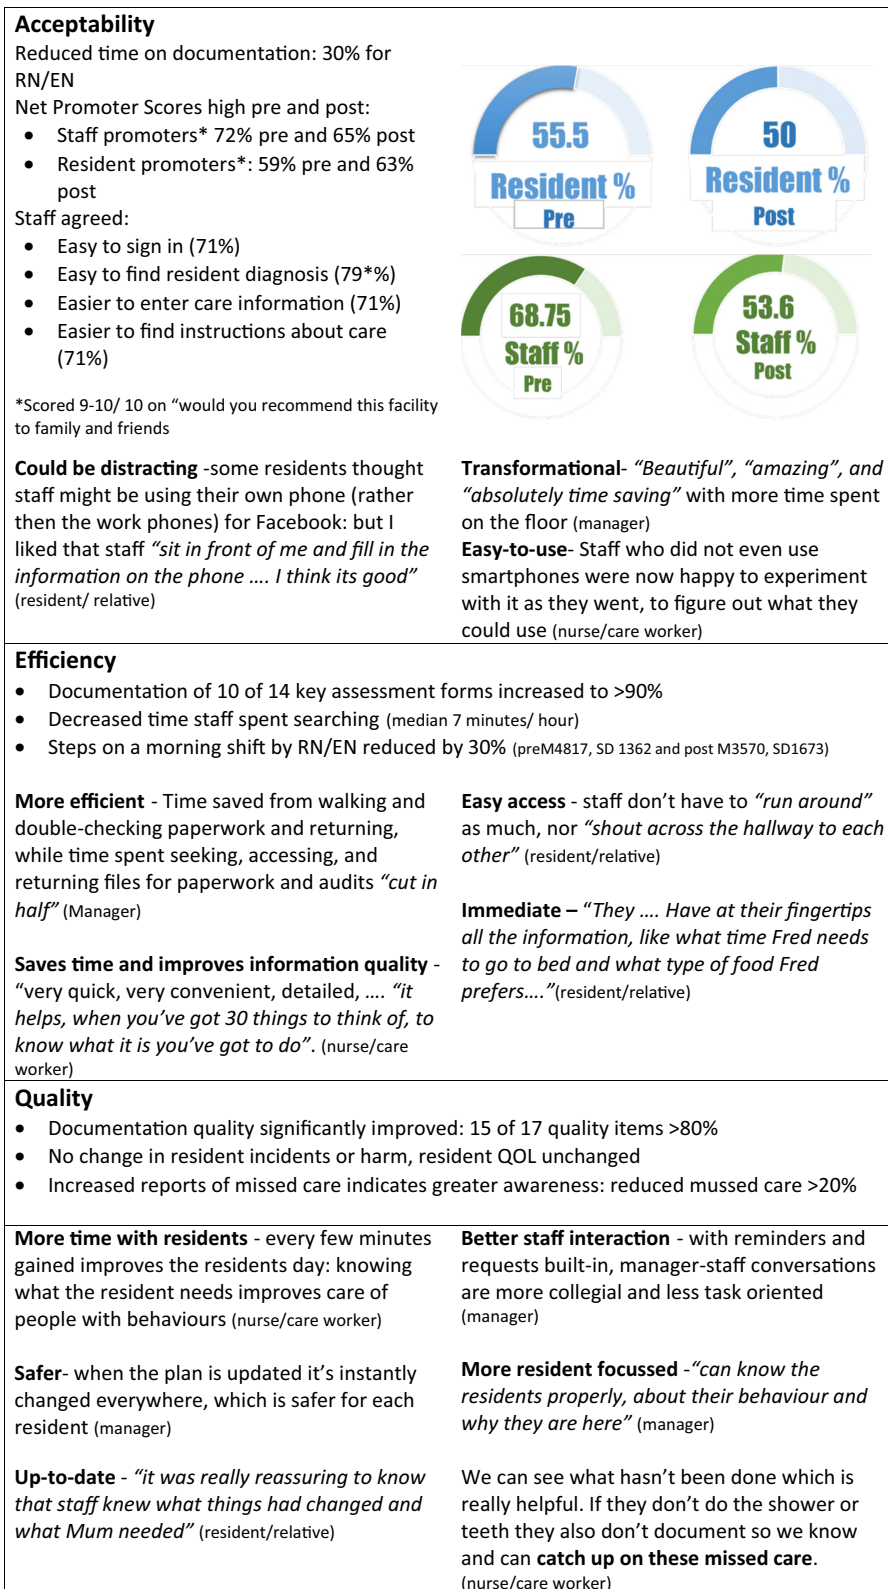 Acceptability
Reduced time on documentation: 30% for
RN/EN
Net Promoter Scores high pre and post:
• Staff promoters* 72% pre and 65% post
• Resident promoters*: 59% pre and 63%
post
Staff agreed:
• Easy to sign in (71%)
• Easy to find resident diagnosis (79*%)
• Easier to enter care information (71%)
• Easier to find instructions about care
(71%)
*Scored 9-10/ 10 on “would you recommend this facility
to family and friends
55.5
Resident %
Pre
50
Resident %
Post
68.75
Staff %
Pre
53.6
Staff %
Post
Could be distracting -some residents thought
staff might be using their own phone (rather
then the work phones) for Facebook: but I
liked that staff “sit in front of me and fill in the
information on the phone .... I think its good”
(resident/ relative)
Transformational- “Beautiful”, “amazing”, and
“absolutely time saving” with more time spent
on the floor (manager)
Easy-to-use- Staff who did not even use
smartphones were now happy to experiment
with it as they went, to figure out what they
could use (nurse/care worker)
Efficiency
• Documentation of 10 of 14 key assessment forms increased to >90%
• Decreased time staff spent searching (median 7 minutes/ hour)
• Steps on a morning shift by RN/EN reduced by 30% (preM4817, SD 1362 and post M3570, SD1673)
More efficient - Time saved from walking and
double-checking paperwork and returning,
while time spent seeking, accessing, and
returning files for paperwork and audits “cut in
half” (Manager)
Saves time and improves information quality -
“very quick, very convenient, detailed, .... “it
helps, when you’ve got 30 things to think of, to
know what it is you’ve got to do”. (nurse/care
worker)
Easy access - staff don’t have to “run around”
as much, nor “shout across the hallway to each
other” (resident/relative)
Immediate – “They .... Have at their fingertips
all the information, like what time Fred needs
to go to bed and what type of food Fred
prefers....”(resident/relative)
Quality
• Documentation quality significantly improved: 15 of 17 quality items >80%
• No change in resident incidents or harm, resident QOL unchanged
• Increased reports of missed care indicates greater awareness: reduced mussed care >20%
More time with residents - every few minutes
gained improves the residents day: knowing
what the resident needs improves care of
people with behaviours (nurse/care worker)
Safer- when the plan is updated it’s instantly
changed everywhere, which is safer for each
resident (manager)
Up-to-date - “it was really reassuring to know
that staff knew what things had changed and
what Mum needed” (resident/relative)
Better staff interaction - with reminders and
requests built-in, manager-staff conversations
are more collegial and less task oriented
(manager)
More resident focussed -“can know the
residents properly, about their behaviour and
why they are here” (manager)
We can see what hasn’t been done which is
really helpful. If they don’t do the shower or
teeth they also don’t document so we know
and can catch up on these missed care.
(nurse/care worker)